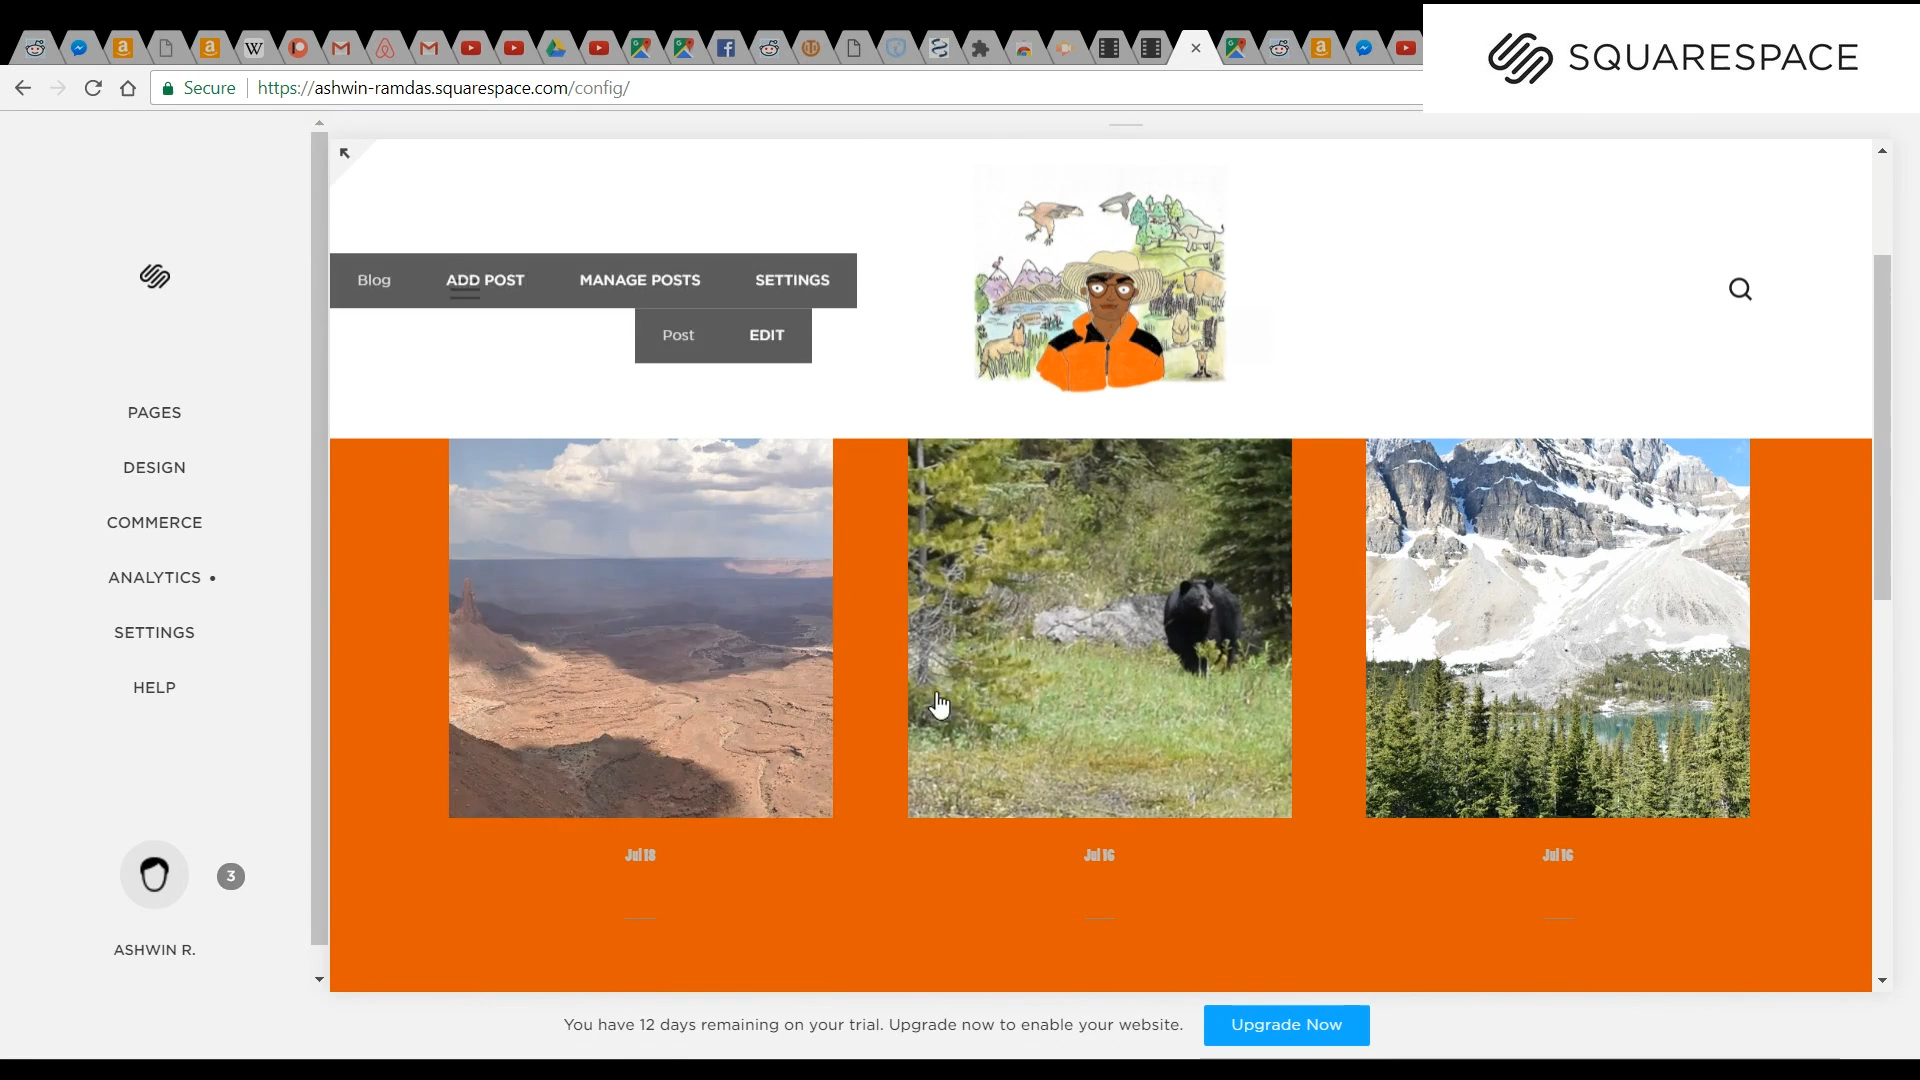 SQUARESPACE
Secure
https://ashwin-ramdas.squarespace.com/config/
Blog
ADD POST
MANAGE POSTS
SETTINGS
Post
EDIT
PAGES
DESIGN
COMMERCE
ANALYTICS •
SETTINGS
HELP
3
ASHWIN R.
Jul 18
Jul 16
Jul 16
You have 12 days remaining on your trial. Upgrade now to enable your website.
Upgrade Now